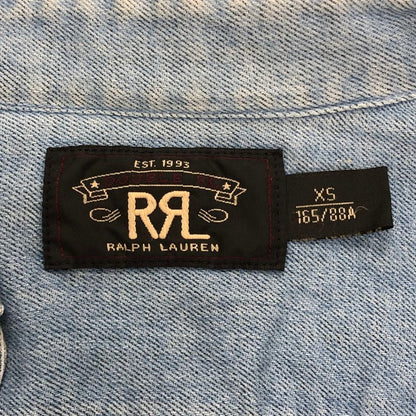 EST. 1993
RRL
RALPH LAUREN
XS
165/88A